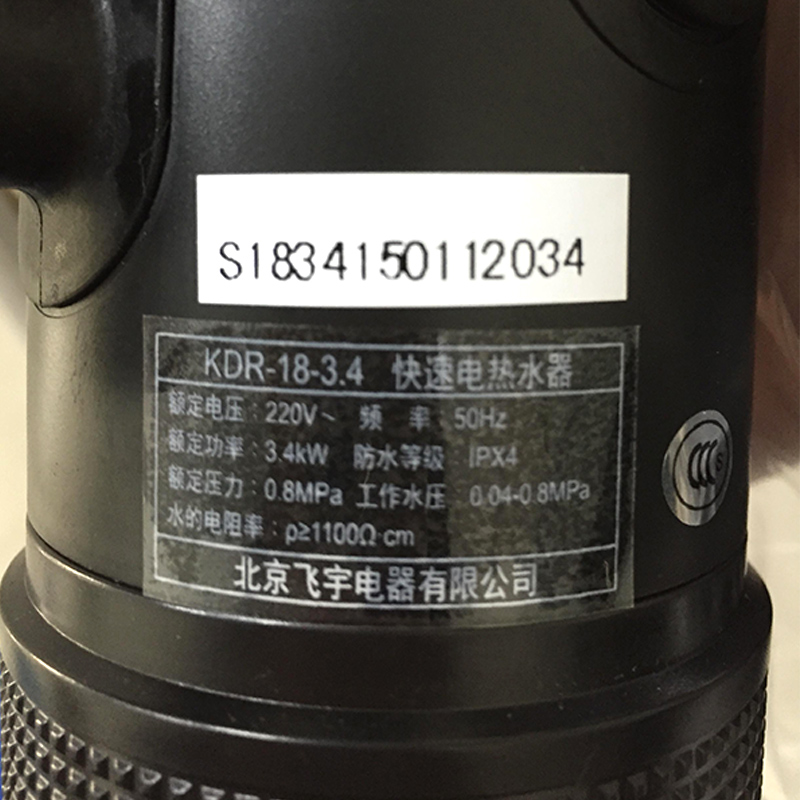 S1834150112034
KDR-18-3.4 快速电热水器
额定电压：220V~ 频 率：50Hz
额定功率：3.4kW 防水等级：IPX4
额定压力：0.8MPa 工作水压：0.04-0.8MPa
水的电阻率：ρ≥1100Ω·cm
北京飞宇电器有限公司
CCC S